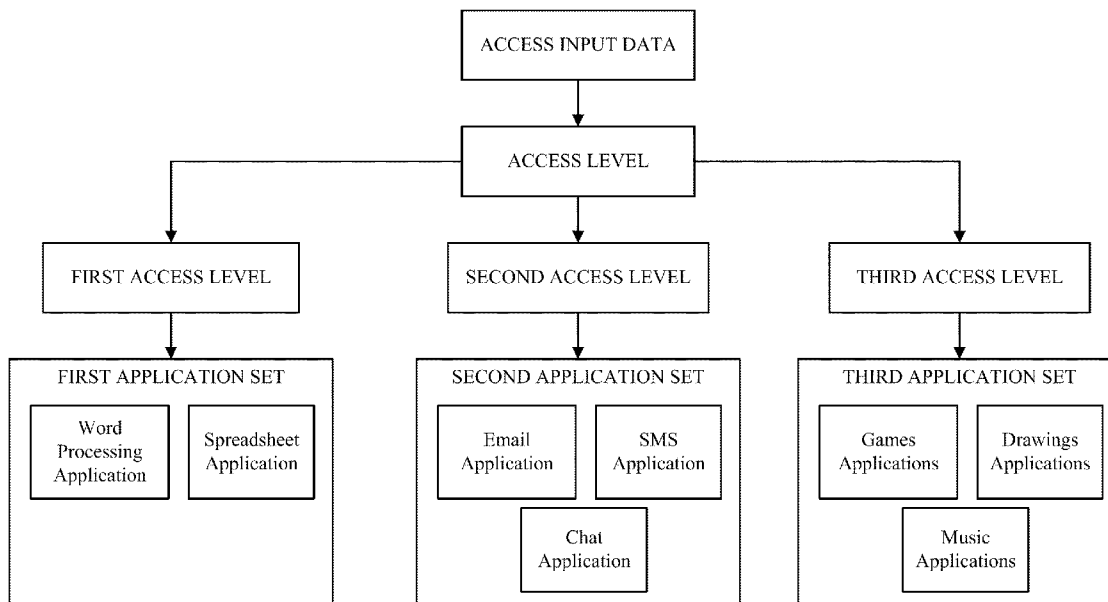 ACCESS INPUT DATA
ACCESS LEVEL
FIRST ACCESS LEVEL
SECOND ACCESS LEVEL
THIRD ACCESS LEVEL
FIRST APPLICATION SET
Word
Processing
Application
Spreadsheet
Application
SECOND APPLICATION SET
Email
Application
SMS
Application
Chat
Application
THIRD APPLICATION SET
Games
Applications
Drawings
Applications
Music
Applications